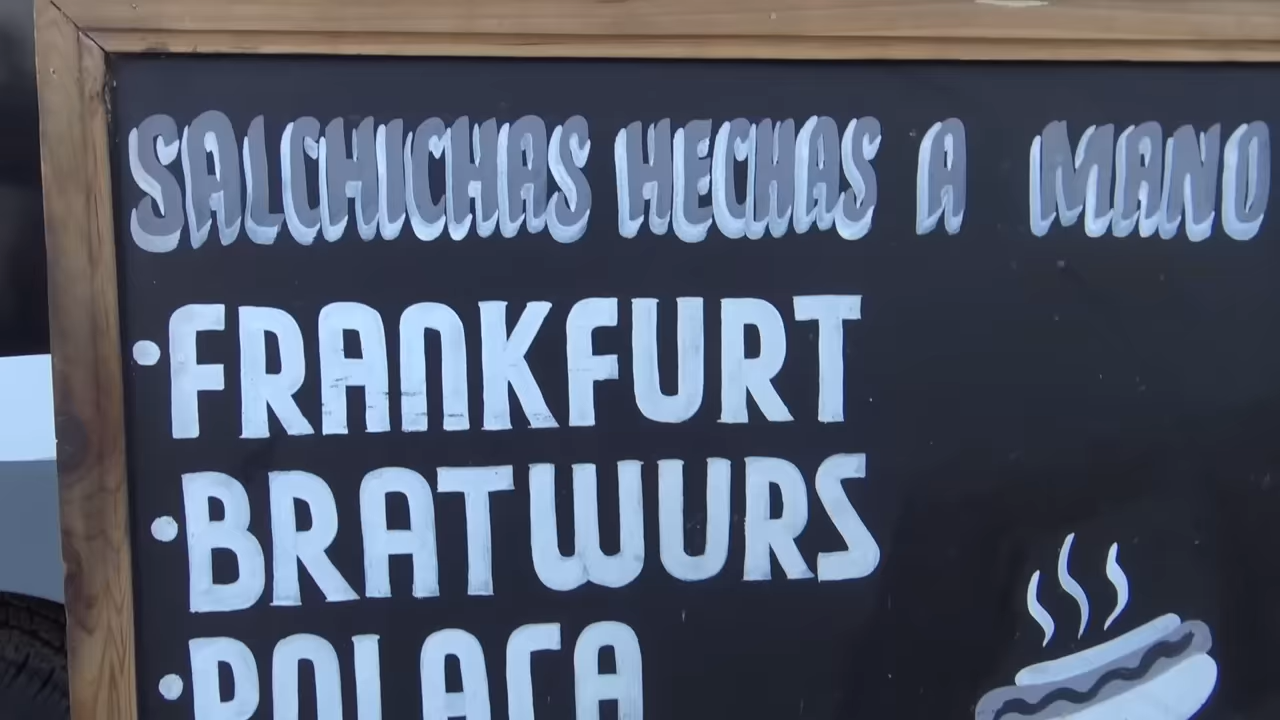 SALCHICHAS HECHAS A MANO
• FRANKFURT
• BRATWURS
• POLACA